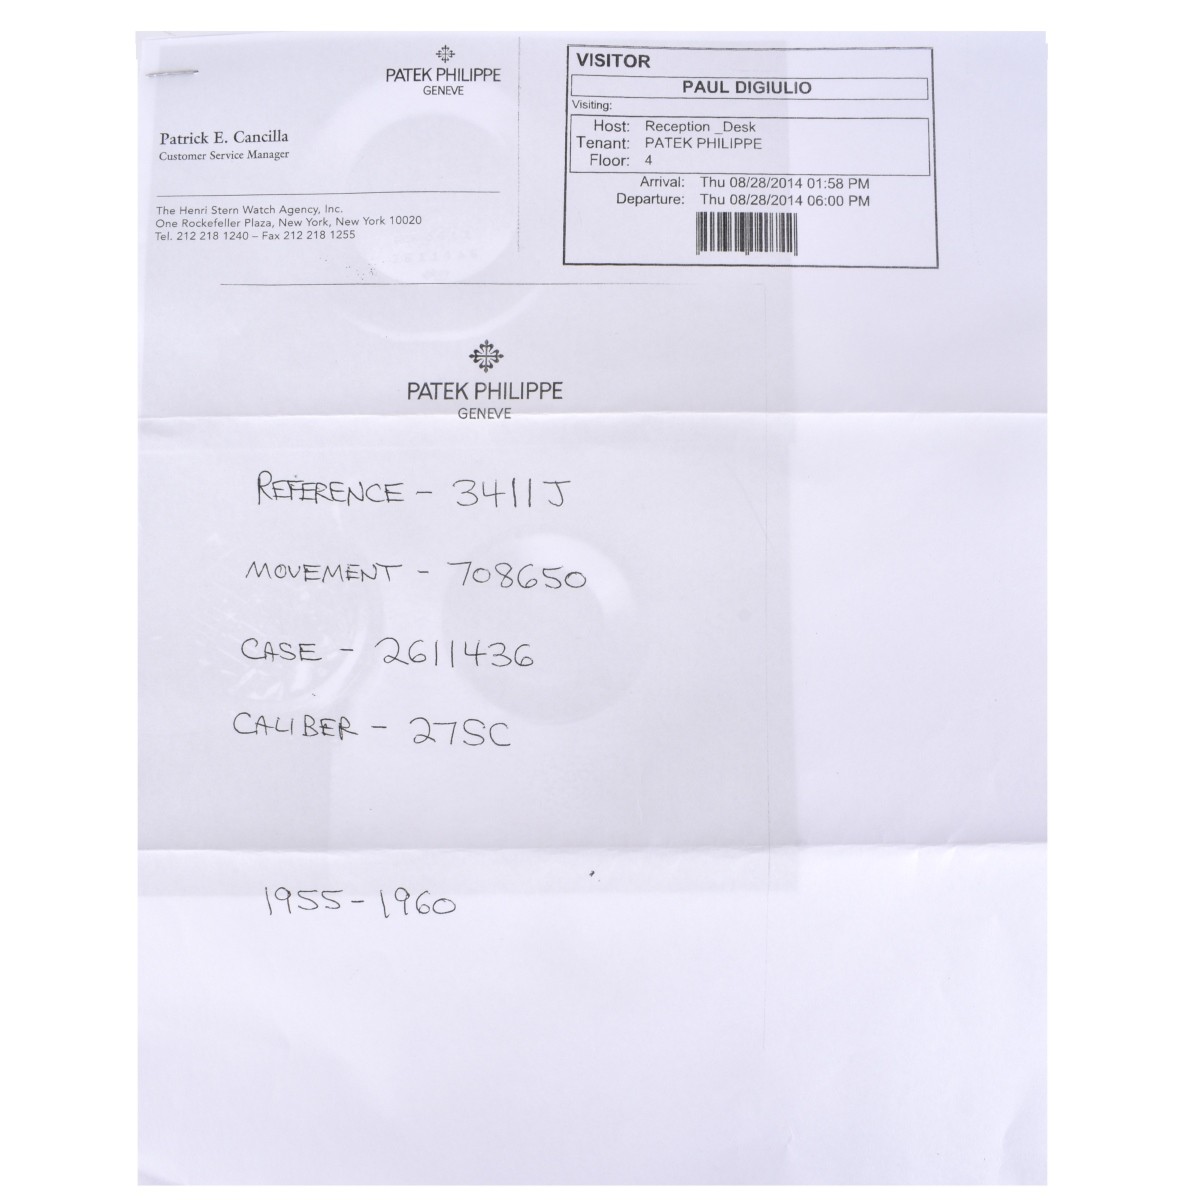 PATEK PHILIPPE
GENEVE
Patrick E. Cancilla
Customer Service Manager
The Henri Stern Watch Agency, Inc.
One Rockefeller Plaza, New York, New York 10020
Tel. 212 218 1240 – Fax 212 218 1255
VISITOR
PAUL DIGIULIO
Visiting:
Host: Reception _Desk
Tenant: PATEK PHILIPPE
Floor: 4
Arrival: Thu 08/28/2014 01:58 PM
Departure: Thu 08/28/2014 06:00 PM
PATEK PHILIPPE
GENEVE
REFERENCE - 3411J
MOVEMENT - 708650
CASE - 2611436
CALIBER - 27SC
1955-1960